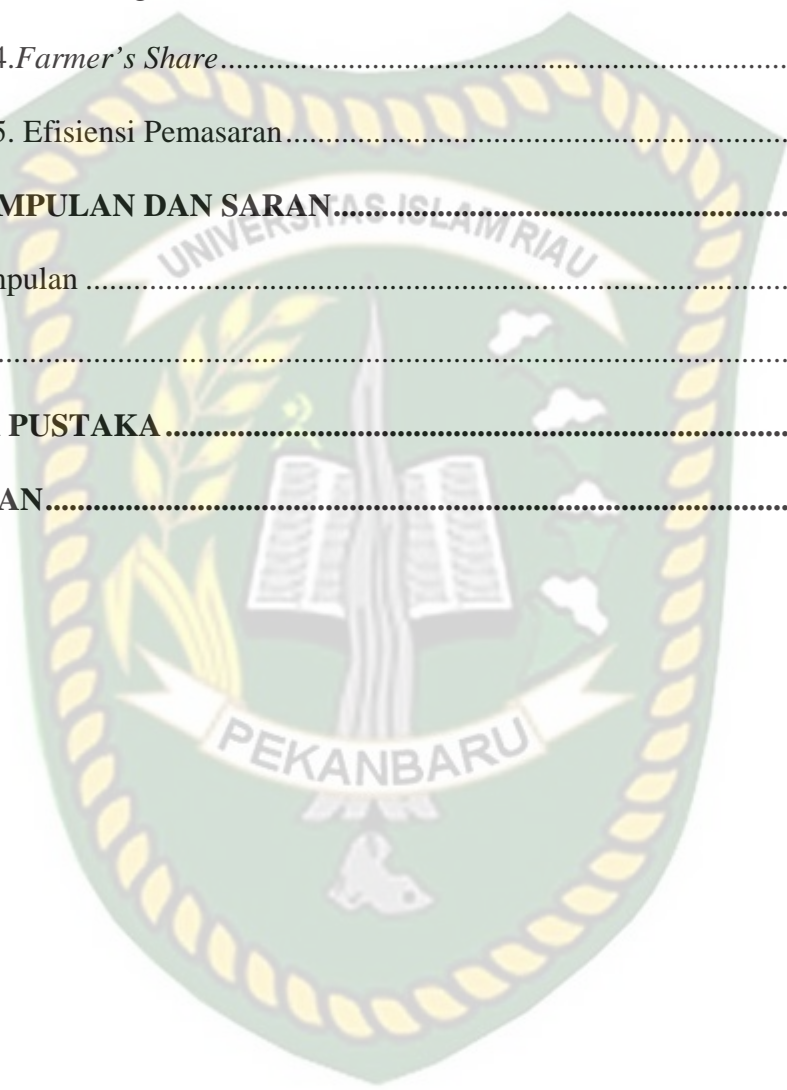 4.Farmer's Share
5. Efisiensi Pemasaran
MPULAN DAN SARAN
npulan
PUSTAKA
AN
UNIVERSITAS ISLAM RIAU
PEKANBARU